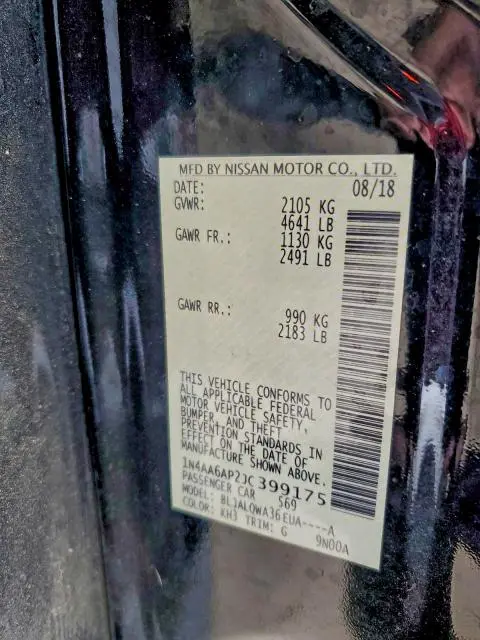 MFD BY NISSAN MOTOR CO., LTD.
DATE: 08/18
GVWR: 2105 KG
4641 LB
GAWR FR.: 1130 KG
2491 LB
GAWR RR.: 990 KG
2183 LB
THIS VEHICLE CONFORMS TO
ALL APPLICABLE FEDERAL
MOTOR VEHICLE SAFETY,
BUMPER, AND THEFT
PREVENTION STANDARDS IN
EFFECT ON THE DATE OF
MANUFACTURE SHOWN ABOVE.
1N4AA6AP2JC399175
PASSENGER CAR S69
MODEL: BLJALQWA36EUA----A
COLOR: KH3 TRIM: G 9N00A